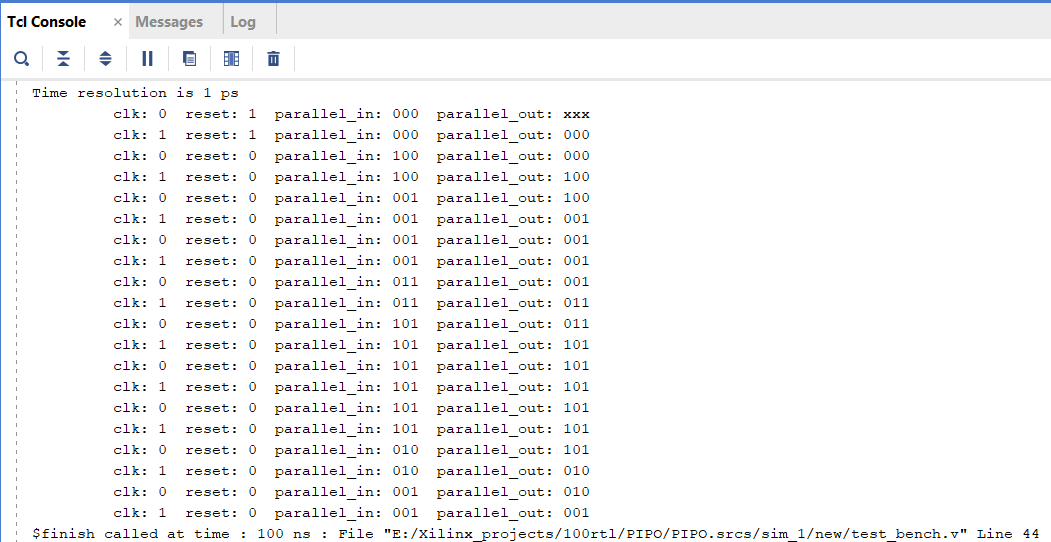 Tcl Console × Messages Log
Time resolution is 1 ps
clk: 0 reset: 1 parallel_in: 000 parallel_out: xxx
clk: 1 reset: 1 parallel_in: 000 parallel_out: 000
clk: 0 reset: 0 parallel_in: 100 parallel_out: 000
clk: 1 reset: 0 parallel_in: 100 parallel_out: 100
clk: 0 reset: 0 parallel_in: 001 parallel_out: 100
clk: 1 reset: 0 parallel_in: 001 parallel_out: 001
clk: 0 reset: 0 parallel_in: 001 parallel_out: 001
clk: 1 reset: 0 parallel_in: 001 parallel_out: 001
clk: 0 reset: 0 parallel_in: 011 parallel_out: 001
clk: 1 reset: 0 parallel_in: 011 parallel_out: 011
clk: 0 reset: 0 parallel_in: 101 parallel_out: 011
clk: 1 reset: 0 parallel_in: 101 parallel_out: 101
clk: 0 reset: 0 parallel_in: 101 parallel_out: 101
clk: 1 reset: 0 parallel_in: 101 parallel_out: 101
clk: 0 reset: 0 parallel_in: 101 parallel_out: 101
clk: 1 reset: 0 parallel_in: 101 parallel_out: 101
clk: 0 reset: 0 parallel_in: 010 parallel_out: 101
clk: 1 reset: 0 parallel_in: 010 parallel_out: 010
clk: 0 reset: 0 parallel_in: 001 parallel_out: 010
clk: 1 reset: 0 parallel_in: 001 parallel_out: 001
$finish called at time : 100 ns : File "E:/Xilinx_projects/100rtl/PIPO/PIPO.srcs/sim_1/new/test_bench.v" Line 44